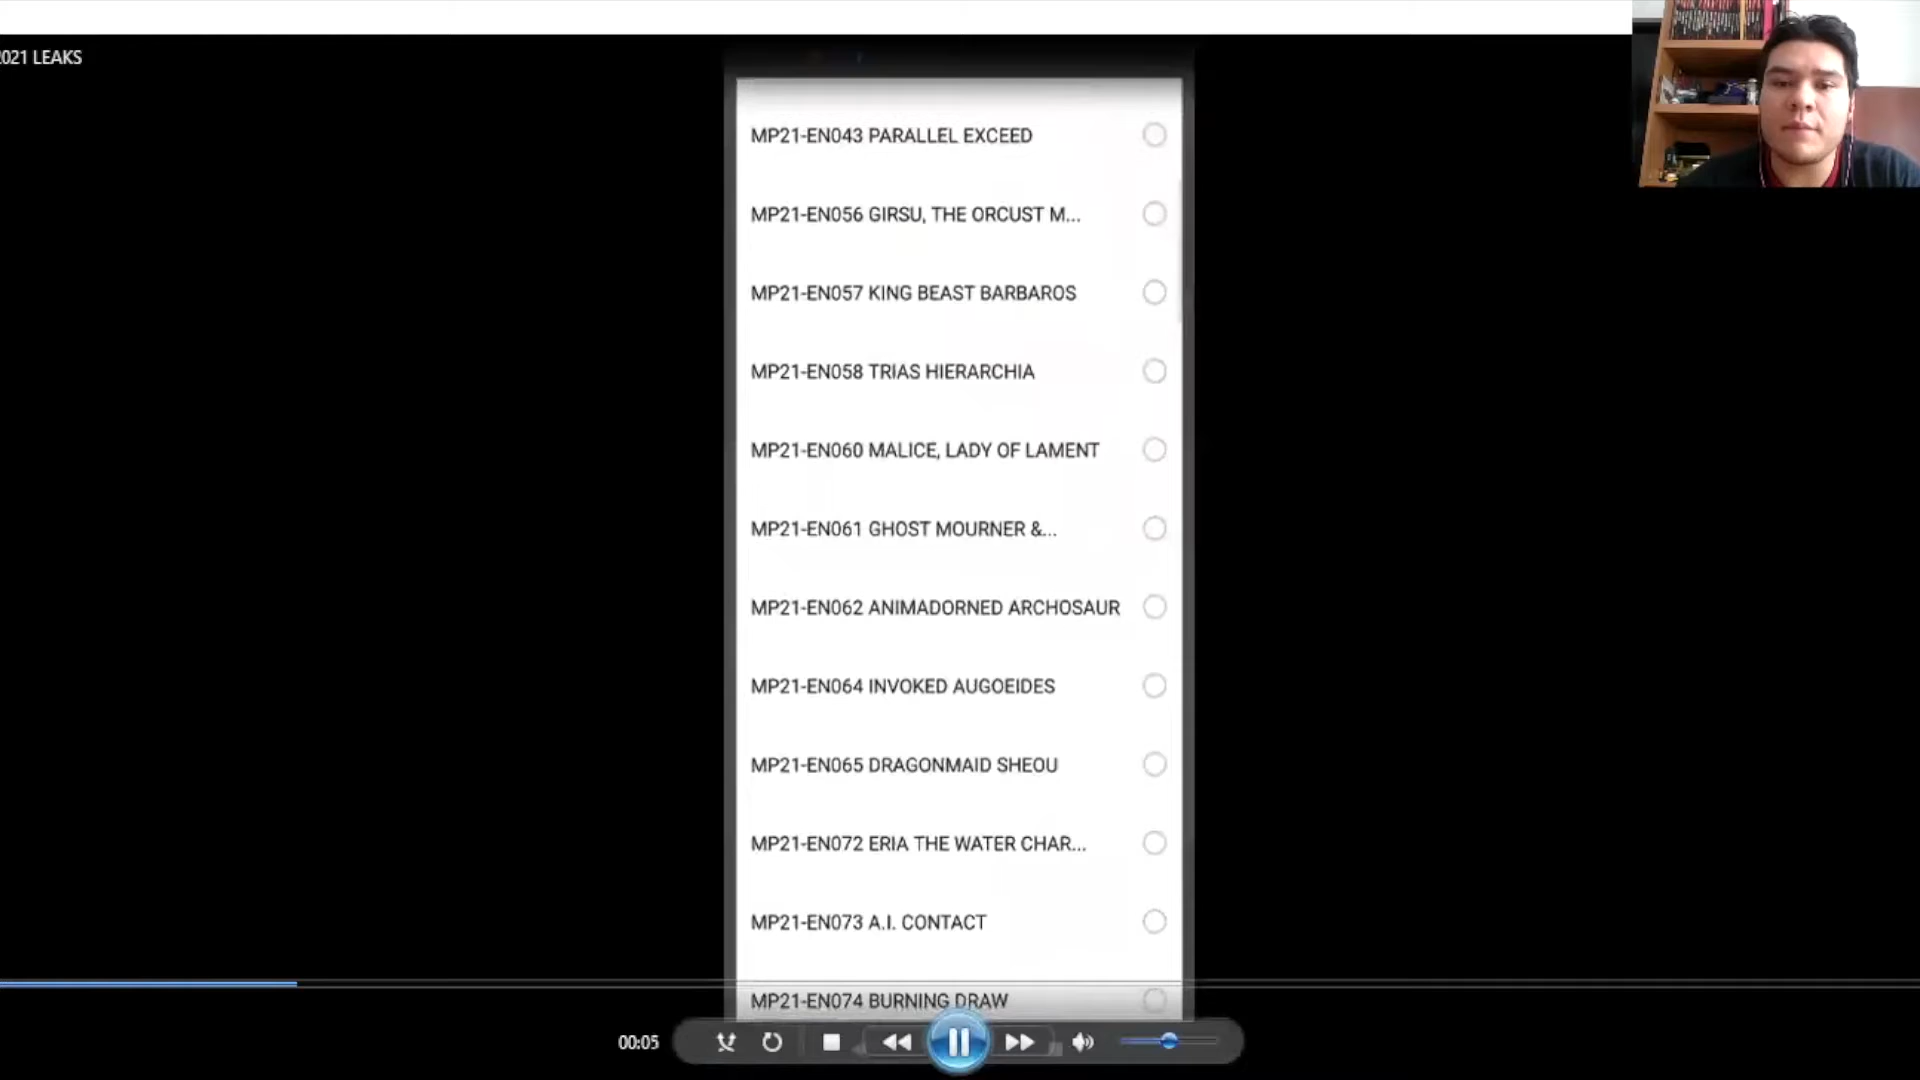 2021 LEAKS
MP21-EN043 PARALLEL EXCEED
MP21-EN056 GIRSU, THE ORCUST M...
MP21-EN057 KING BEAST BARBAROS
MP21-EN058 TRIAS HIERARCHIA
MP21-EN060 MALICE, LADY OF LAMENT
MP21-EN061 GHOST MOURNER &...
MP21-EN062 ANIMADORNED ARCHOSAUR
MP21-EN064 INVOKED AUGOEIDES
MP21-EN065 DRAGONMAID SHEOU
MP21-EN072 ERIA THE WATER CHAR...
MP21-EN073 A.I. CONTACT
MP21-EN074 BURNING DRAW
00:05